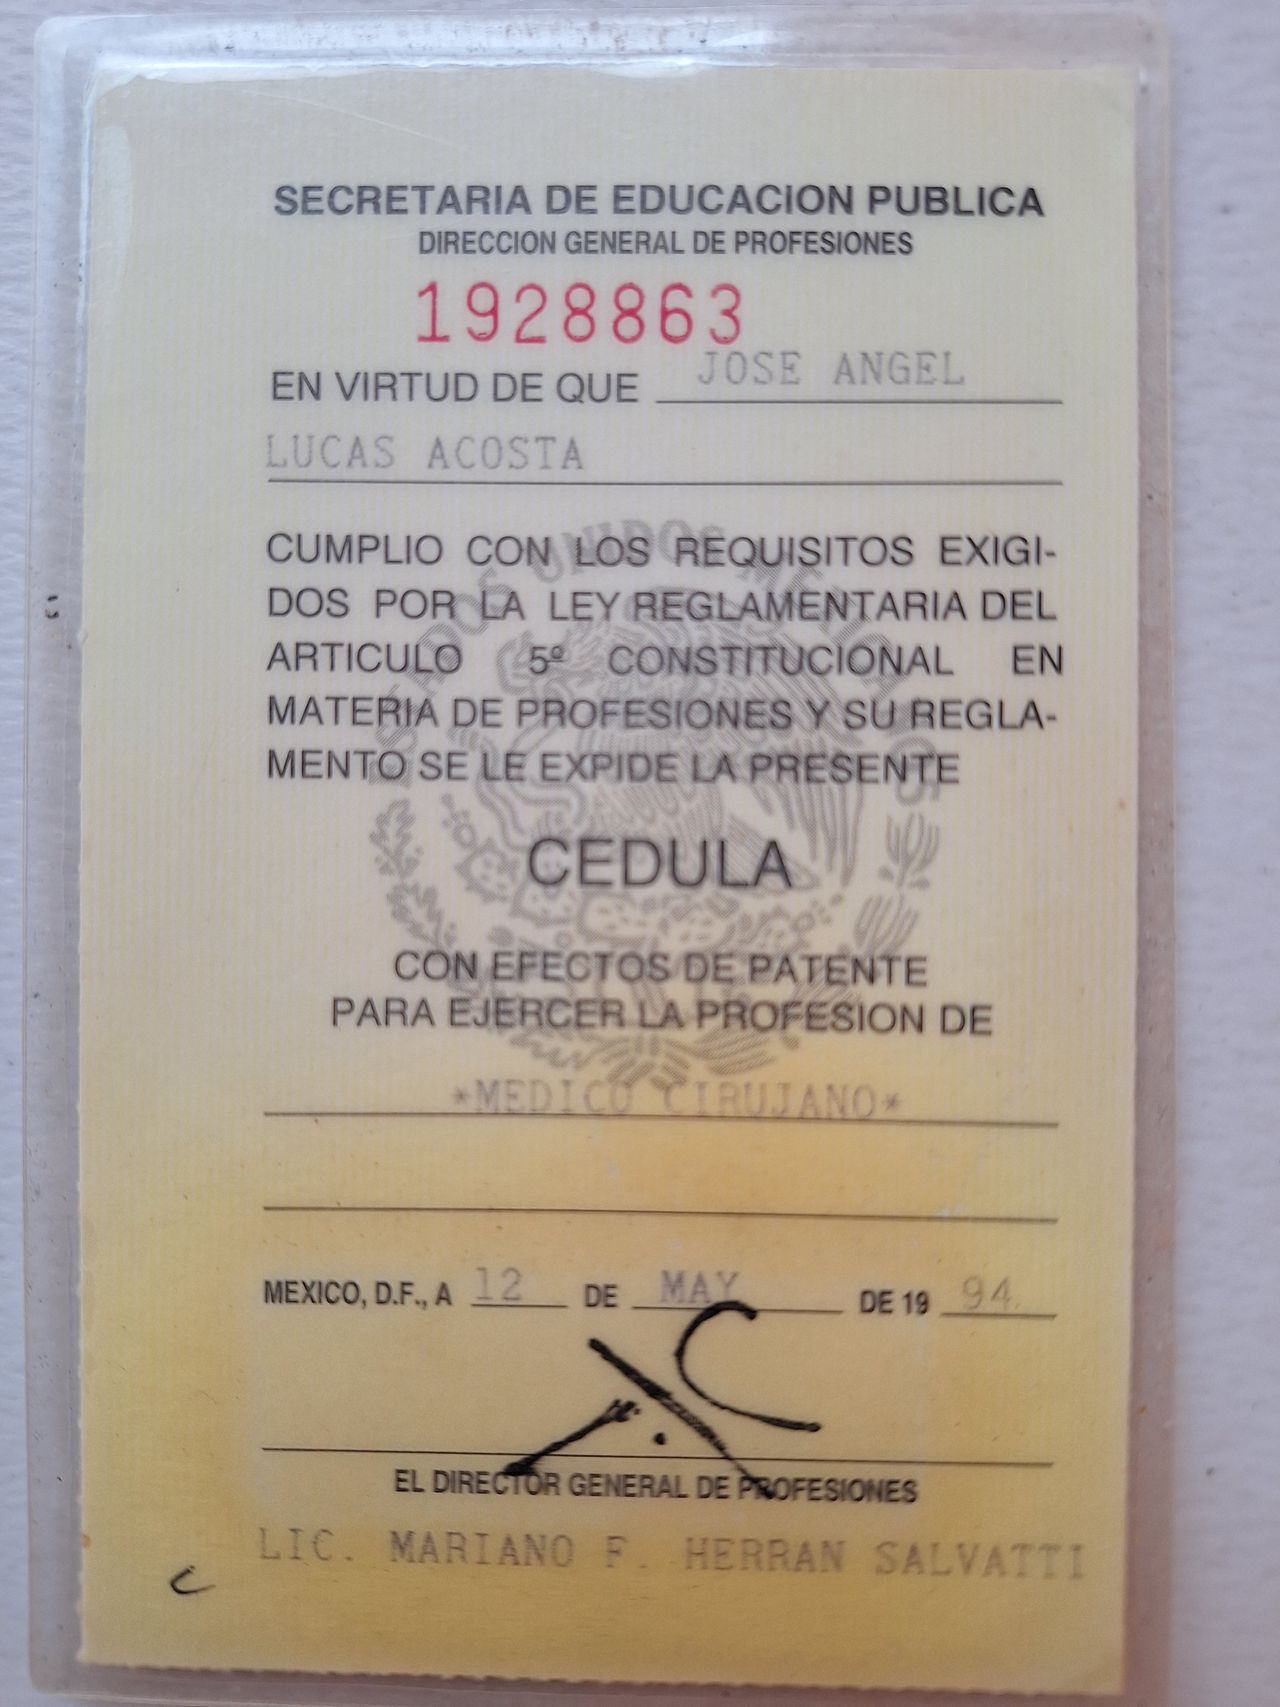 SECRETARIA DE EDUCACION PUBLICA
DIRECCION GENERAL DE PROFESIONES
1928863
EN VIRTUD DE QUE JOSE ANGEL
LUCAS ACOSTA
CUMPLIO CON LOS REQUISITOS EXIGI-
DOS POR LA LEY REGLAMENTARIA DEL
ARTICULO 5º CONSTITUCIONAL EN
MATERIA DE PROFESIONES Y SU REGLA-
MENTO SE LE EXPIDE LA PRESENTE
ESTADOS UNIDOS MEXICANOS
CEDULA
CON EFECTOS DE PATENTE
PARA EJERCER LA PROFESION DE
*MEDICO CIRUJANO*
MEXICO, D.F., A 12 DE MAY DE 19 94.
EL DIRECTOR GENERAL DE PROFESIONES
LIC. MARIANO F. HERRAN SALVATTI